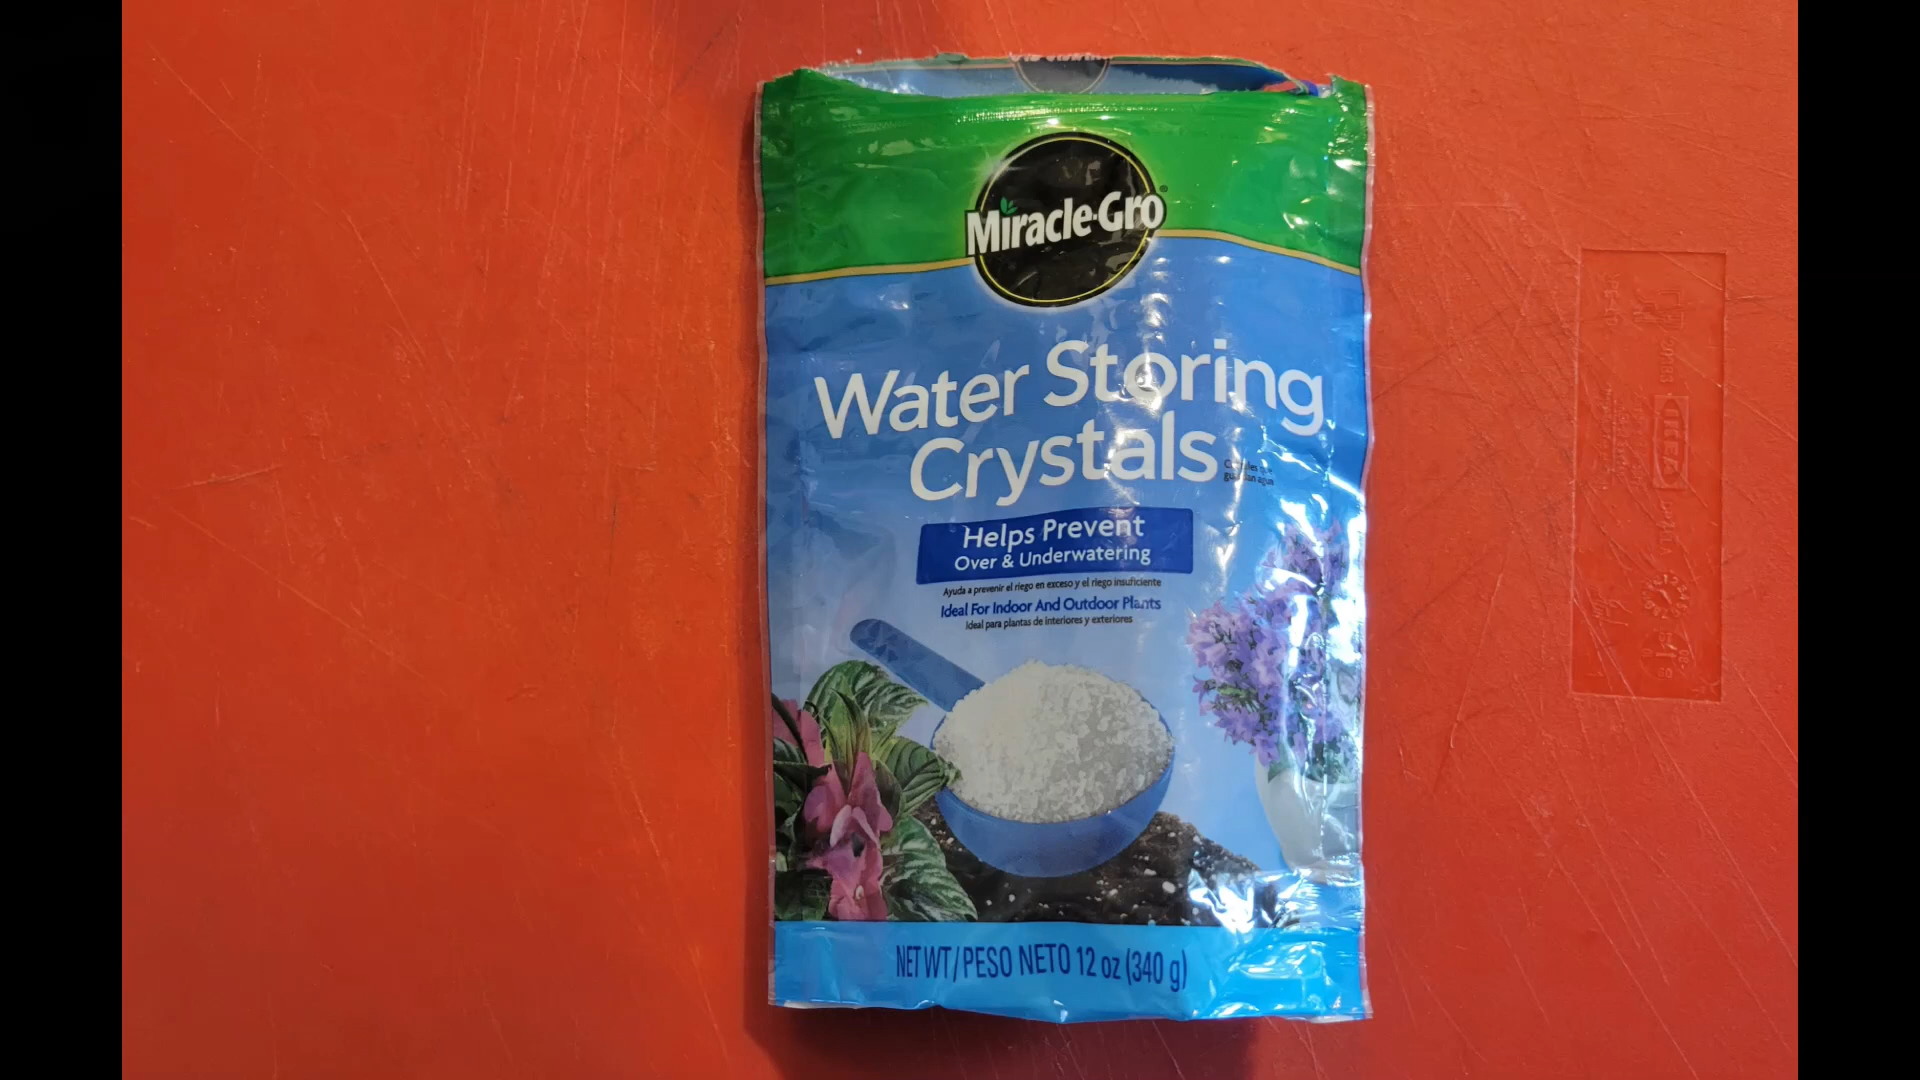 Miracle-Gro®
Water Storing
Crystals
Helps Prevent
Over & Underwatering
Ayuda a prevenir el riego en exceso y el riego insuficiente
Ideal For Indoor And Outdoor Plants
Ideal para plantas de interiores y exteriores
NET WT/PESO NETO 12 oz (340 g)